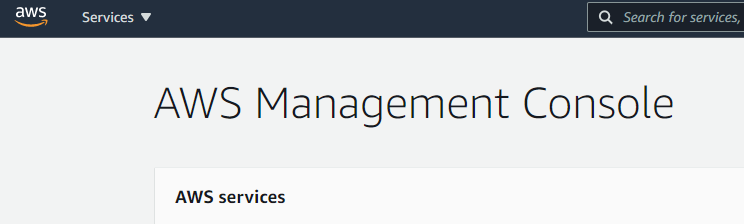 aws Services Search for services,
AWS Management Console
AWS services